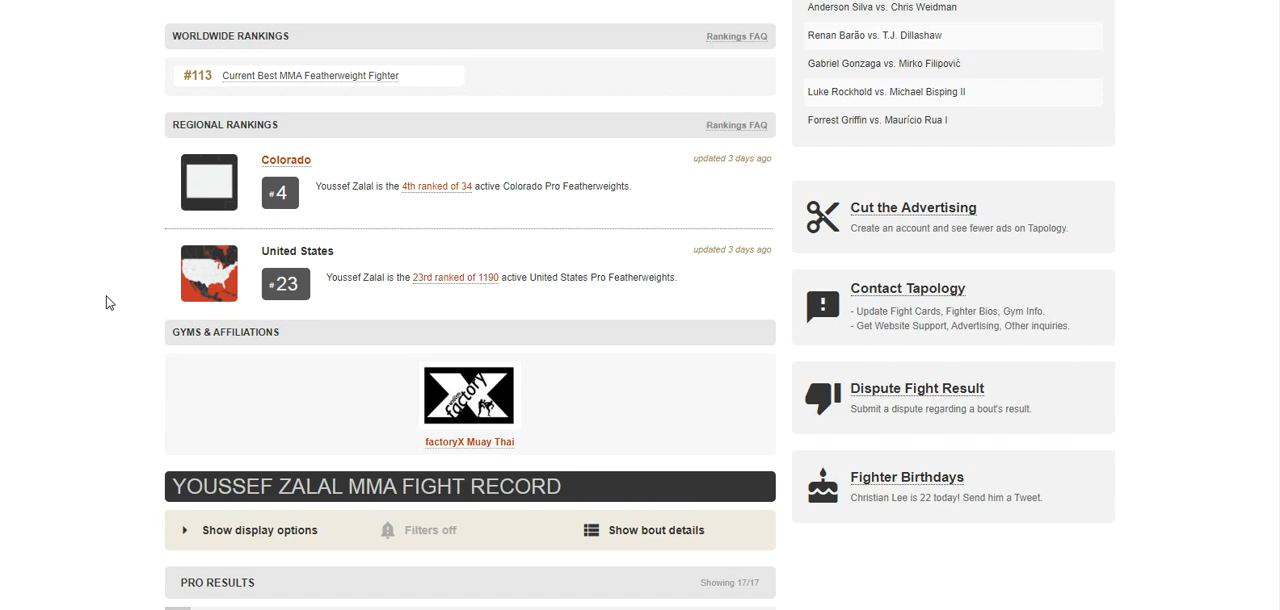 WORLDWIDE RANKINGS
Rankings FAQ
#113 Current Best MMA Featherweight Fighter
REGIONAL RANKINGS
Rankings FAQ
Colorado
updated 3 days ago
#4
Youssef Zalal is the 4th ranked of 34 active Colorado Pro Featherweights.
United States
updated 3 days ago
#23
Youssef Zalal is the 23rd ranked of 1190 active United States Pro Featherweights.
GYMS & AFFILIATIONS
factory X
factoryX Muay Thai
YOUSSEF ZALAL MMA FIGHT RECORD
Show display options
Filters off
Show bout details
PRO RESULTS
Showing 17/17
Anderson Silva vs. Chris Weidman
Renan Barão vs. T.J. Dillashaw
Gabriel Gonzaga vs. Mirko Filipović
Luke Rockhold vs. Michael Bisping II
Forrest Griffin vs. Maurício Rua I
Cut the Advertising
Create an account and see fewer ads on Tapology.
Contact Tapology
- Update Fight Cards, Fighter Bios, Gym Info.
- Get Website Support, Advertising, Other inquiries.
Dispute Fight Result
Submit a dispute regarding a bout's result.
Fighter Birthdays
Christian Lee is 22 today! Send him a Tweet.